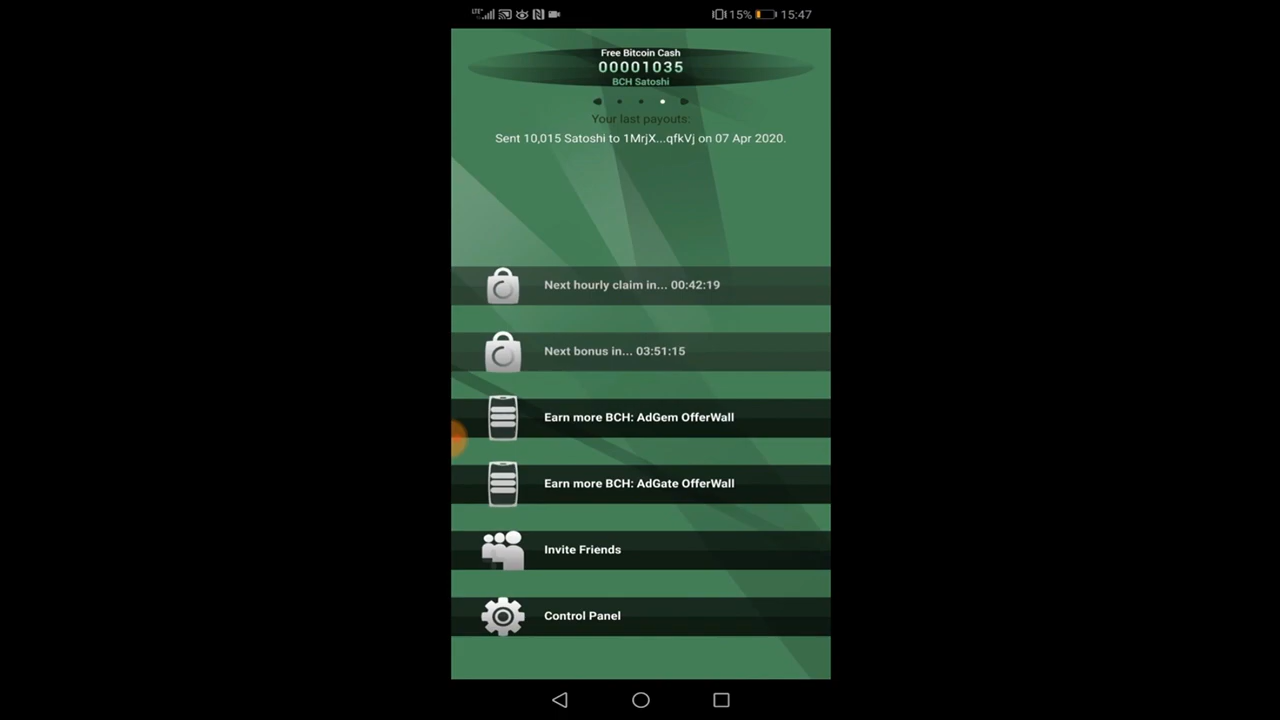 LTE+ 15% 15:47
Free Bitcoin Cash
00001035
BCH Satoshi
Your last payouts:
Sent 10,015 Satoshi to 1MrjX...qfkVj on 07 Apr 2020.
Next hourly claim in... 00:42:19
Next bonus in... 03:51:15
Earn more BCH: AdGem OfferWall
Earn more BCH: AdGate OfferWall
Invite Friends
Control Panel